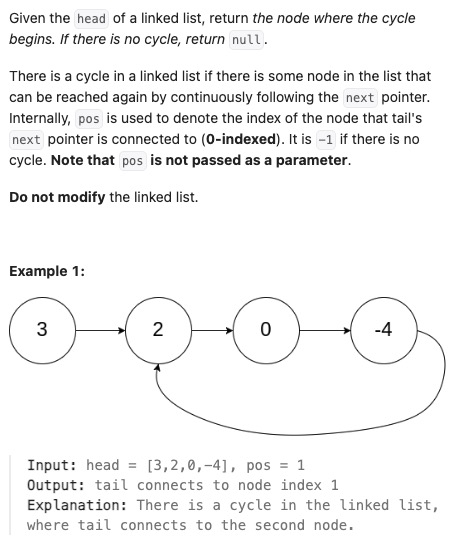 Given the head of a linked list, return the node where the cycle
begins. If there is no cycle, return null.
There is a cycle in a linked list if there is some node in the list that
can be reached again by continuously following the next pointer.
Internally, pos is used to denote the index of the node that tail's
next pointer is connected to (0-indexed). It is -1 if there is no
cycle. Note that pos is not passed as a parameter.
Do not modify the linked list.
Example 1:
3 2 0 -4
Input: head = [3,2,0,-4], pos = 1
Output: tail connects to node index 1
Explanation: There is a cycle in the linked list,
where tail connects to the second node.